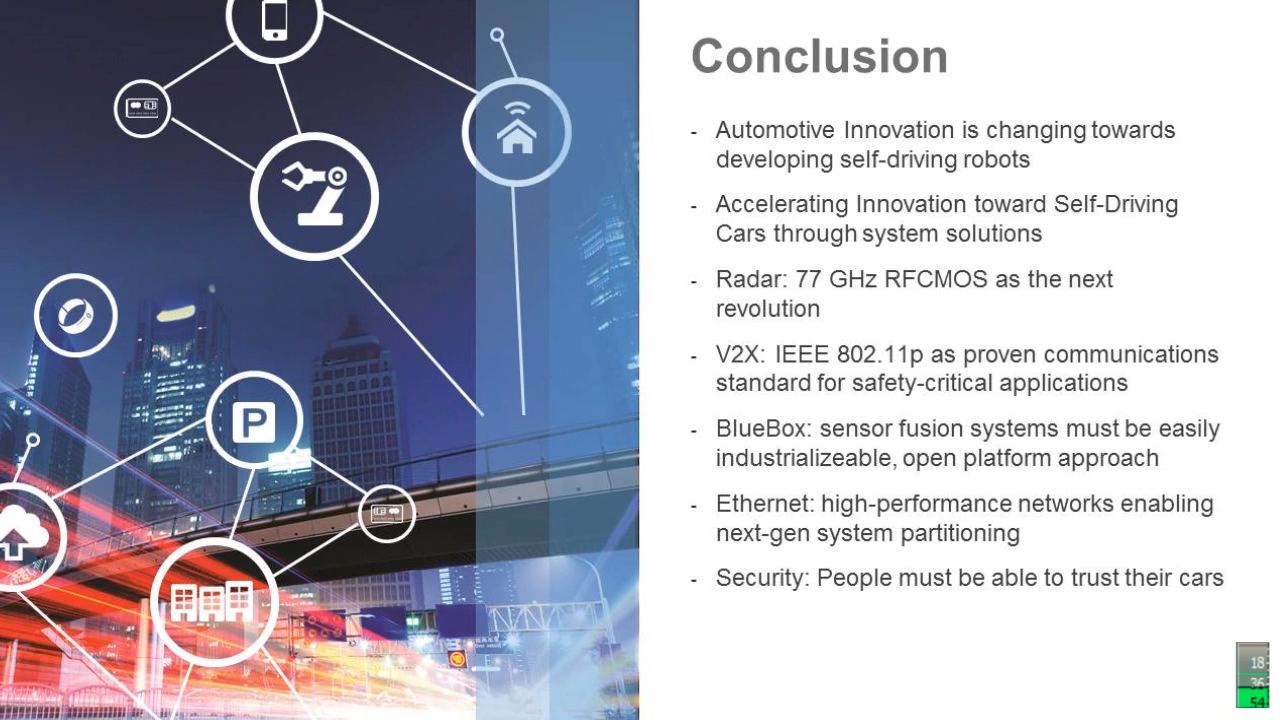 Conclusion
- Automotive Innovation is changing towards
developing self-driving robots
- Accelerating Innovation toward Self-Driving
Cars through system solutions
- Radar: 77 GHz RFCMOS as the next
revolution
- V2X: IEEE 802.11p as proven communications
standard for safety-critical applications
- BlueBox: sensor fusion systems must be easily
industrializeable, open platform approach
- Ethernet: high-performance networks enabling
next-gen system partitioning
- Security: People must be able to trust their cars
P
18
36
54